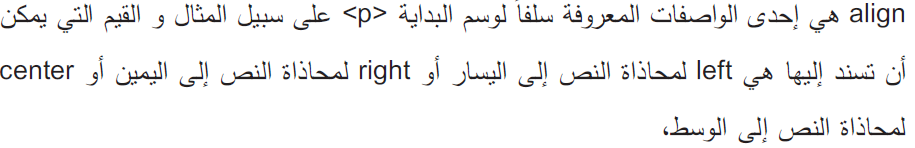 align هي إحدى الواصفات المعروفة سلفاً لوسم البداية <p> على سبيل المثال و القيم التي يمكن
أن تسند إليها هي left لمحاذاة النص إلى اليسار أو right لمحاذاة النص إلى اليمين أو center
لمحاذاة النص إلى الوسط،